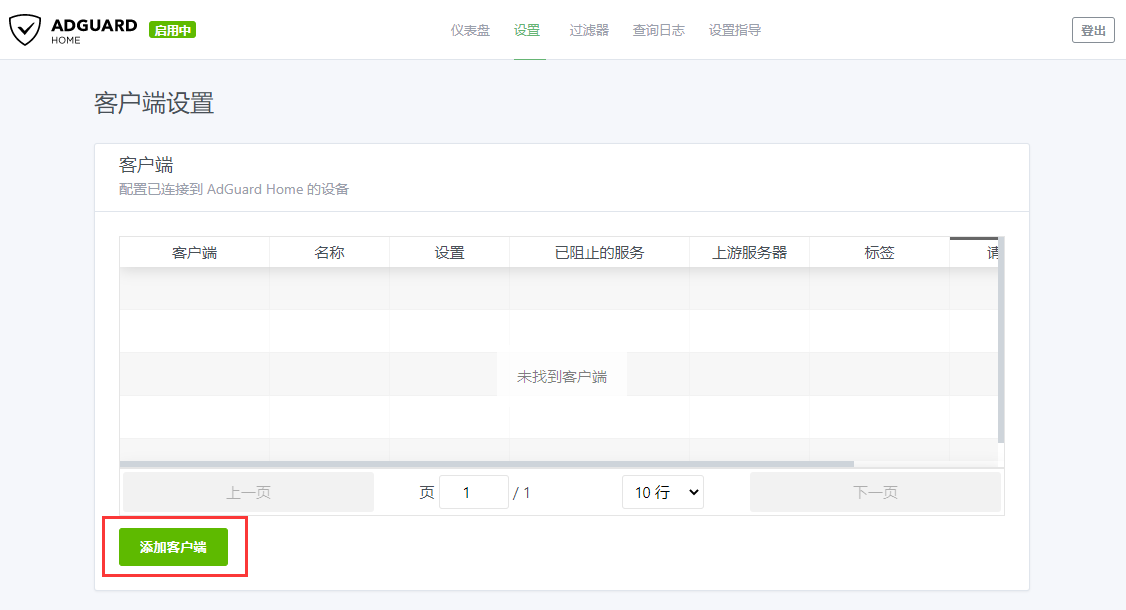 ADGUARD HOME 启用中
仪表盘 设置 过滤器 查询日志 设置指导
登出
客户端设置
客户端
配置已连接到 AdGuard Home 的设备
客户端 名称 设置 已阻止的服务 上游服务器 标签 请
未找到客户端
上一页 页 1 / 1 10 行 下一页
添加客户端